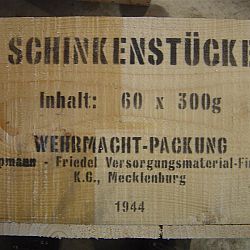 SCHINKENSTÜCKE
Inhalt: 60 x 300g
WEHRMACHT-PACKUNG
- Friedel Versorgungsmaterial-
K.G., Mecklenburg
1944